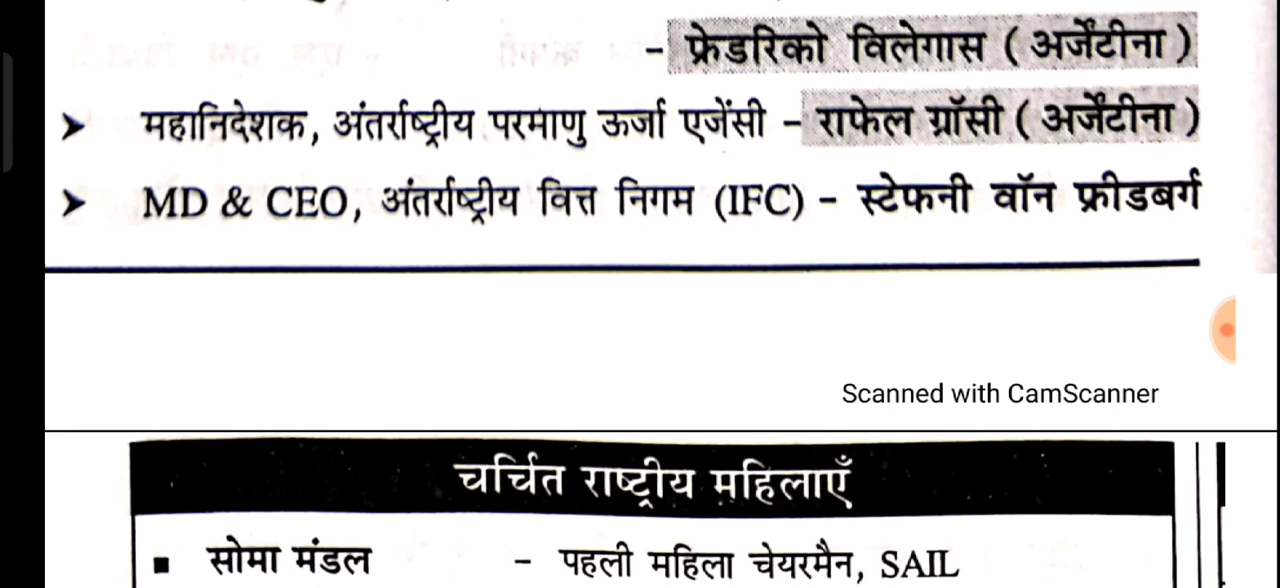 - फ्रेडरिको विलेगास ( अर्जेंटीना )
➤ महानिदेशक, अंतर्राष्ट्रीय परमाणु ऊर्जा एजेंसी - राफेल ग्रॉसी ( अर्जेंटीना )
➤ MD & CEO, अंतर्राष्ट्रीय वित्त निगम (IFC) - स्टेफनी वॉन फ्रीडबर्ग
Scanned with CamScanner
चर्चित राष्ट्रीय महिलाएँ
▪ सोमा मंडल - पहली महिला चेयरमैन, SAIL